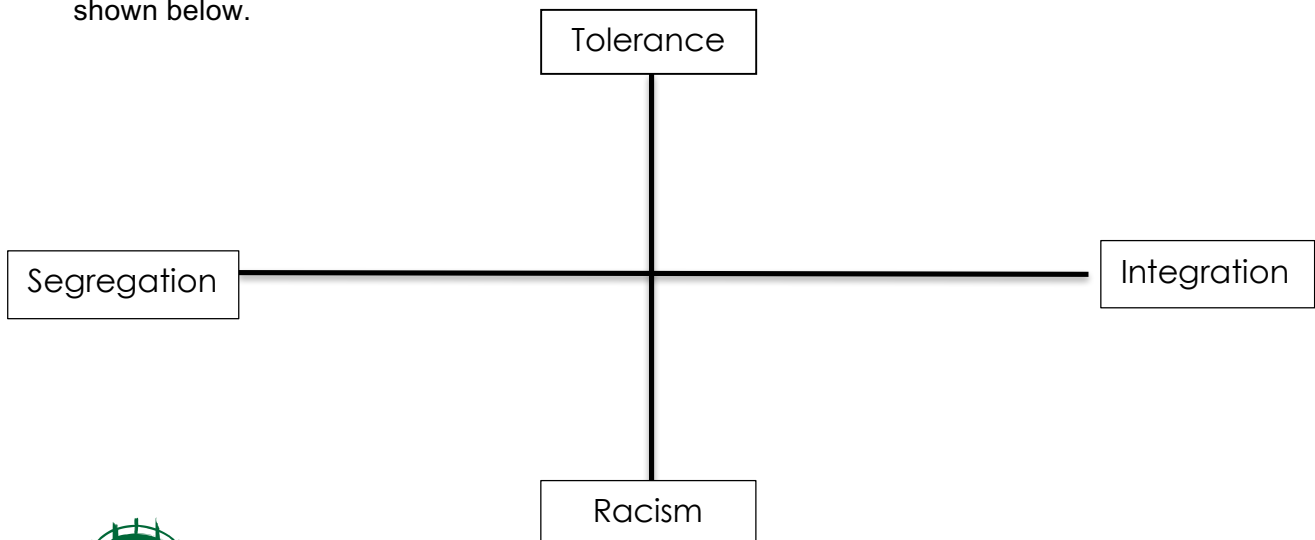 shown below.
Tolerance
Segregation
Integration
Racism